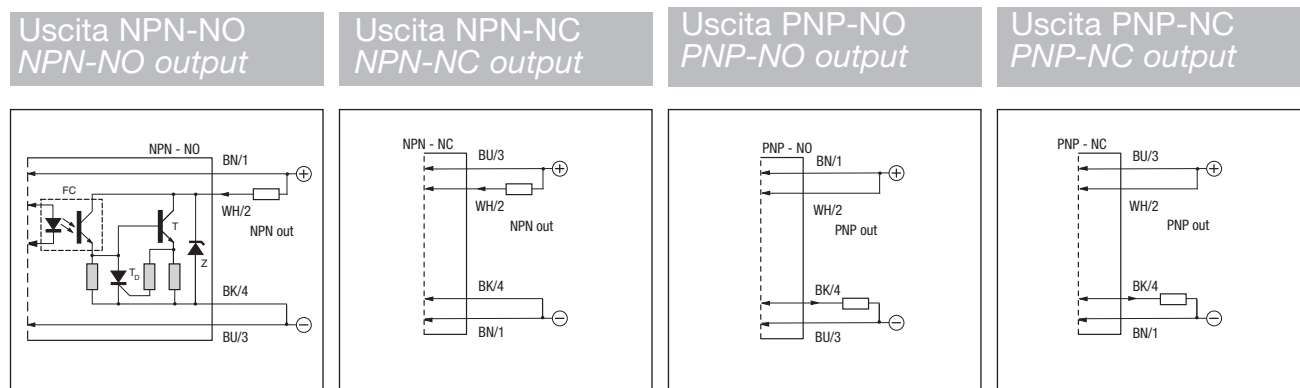 Uscita NPN-NO
NPN-NO output
Uscita NPN-NC
NPN-NC output
Uscita PNP-NO
PNP-NO output
Uscita PNP-NC
PNP-NC output
NPN - NO
BN/1
+
FC
WH/2
NPN out
T
TD
Z
BK/4
−
BU/3
NPN - NC
BU/3
+
WH/2
NPN out
BK/4
−
BN/1
PNP - NO
BN/1
+
WH/2
PNP out
BK/4
−
BU/3
PNP - NC
BU/3
+
WH/2
PNP out
BK/4
−
BN/1